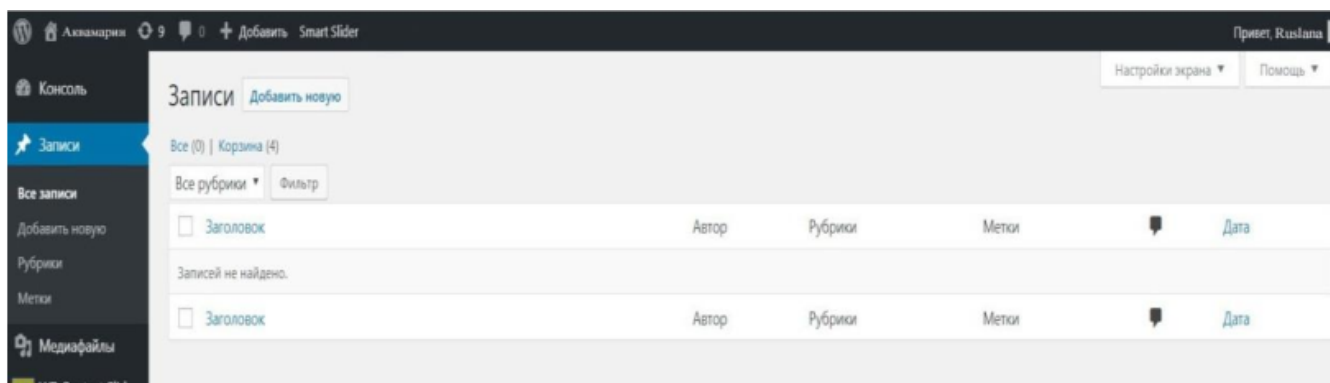 Аквамарин 9 0 + Добавить Smart Slider Привет, Ruslana
Настройки экрана ▼ Помощь ▼
Консоль
Записи Добавить новую
Записи
Все (0) | Корзина (4)
Все рубрики ▼ Фильтр
Все записи
Добавить новую
Рубрики
Метки
Медиафайлы
Заголовок Автор Рубрики Метки Дата
Записей не найдено.
Заголовок Автор Рубрики Метки Дата